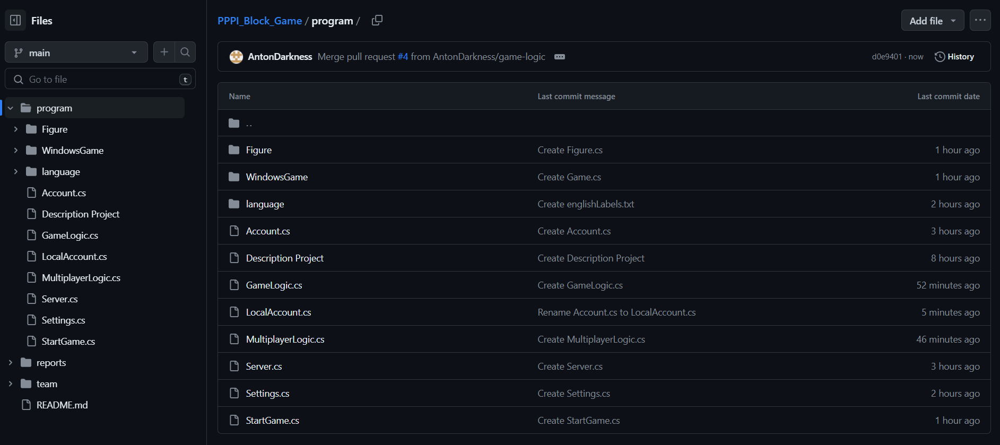 Files
main
Go to file
t
program
Figure
WindowsGame
language
Account.cs
Description Project
GameLogic.cs
LocalAccount.cs
MultiplayerLogic.cs
Server.cs
Settings.cs
StartGame.cs
reports
team
README.md
PPPI_Block_Game / program /
Add file
AntonDarkness Merge pull request #4 from AntonDarkness/game-logic
d0e9401 · now
History
Name Last commit message Last commit date
..
Figure Create Figure.cs 1 hour ago
WindowsGame Create Game.cs 1 hour ago
language Create englishLabels.txt 2 hours ago
Account.cs Create Account.cs 3 hours ago
Description Project Create Description Project 8 hours ago
GameLogic.cs Create GameLogic.cs 52 minutes ago
LocalAccount.cs Rename Account.cs to LocalAccount.cs 5 minutes ago
MultiplayerLogic.cs Create MultiplayerLogic.cs 46 minutes ago
Server.cs Create Server.cs 3 hours ago
Settings.cs Create Settings.cs 2 hours ago
StartGame.cs Create StartGame.cs 1 hour ago